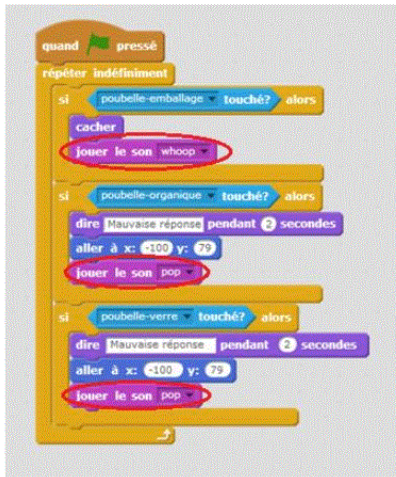 quand pressé
répéter indéfiniment
si poubelle-emballage touché? alors
cacher
jouer le son whoop
si poubelle-organique touché? alors
dire Mauvaise réponse pendant 2 secondes
aller à x: -100 y: 79
jouer le son pop
si poubelle-verre touché? alors
dire Mauvaise réponse pendant 2 secondes
aller à x: -100 y: 79
jouer le son pop